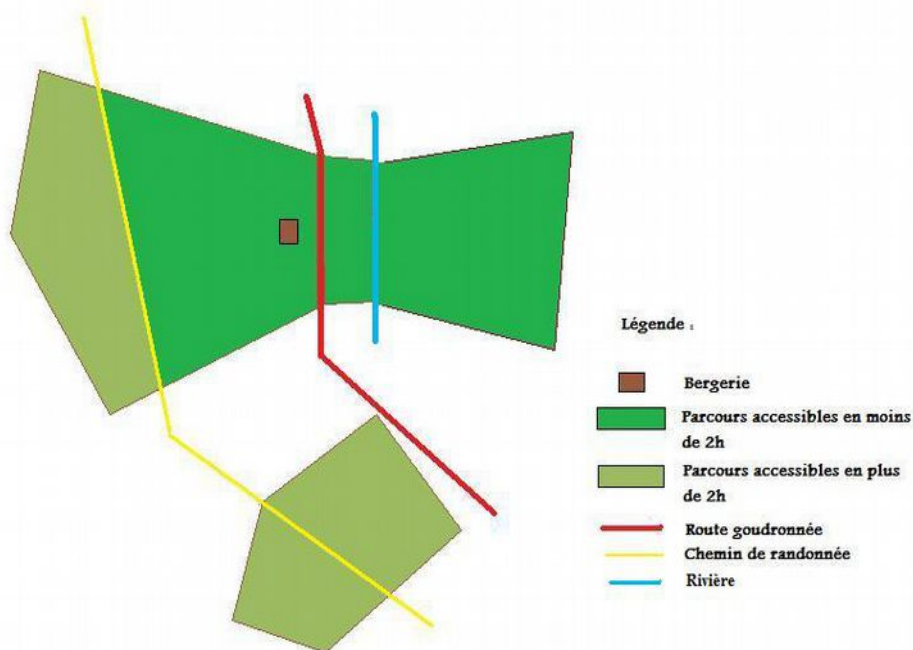 Légende :
Bergerie
Parcours accessibles en moins
de 2h
Parcours accessibles en plus
de 2h
Route goudronnée
Chemin de randonnée
Rivière